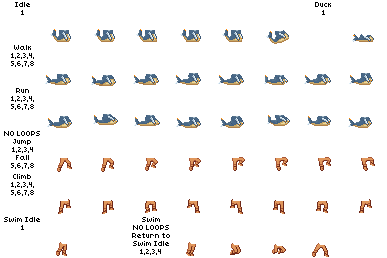 Idle
1
Duck
1
Walk
1,2,3,4,
5,6,7,8
Run
1,2,3,4,
5,6,7,8
NO LOOPS
Jump
1,2,3,4
Fall
5,6,7,8
Climb
1,2,3,4,
5,6,7,8
Swim Idle
1
Swim
NO LOOPS
Return to
Swim Idle
1,2,3,4